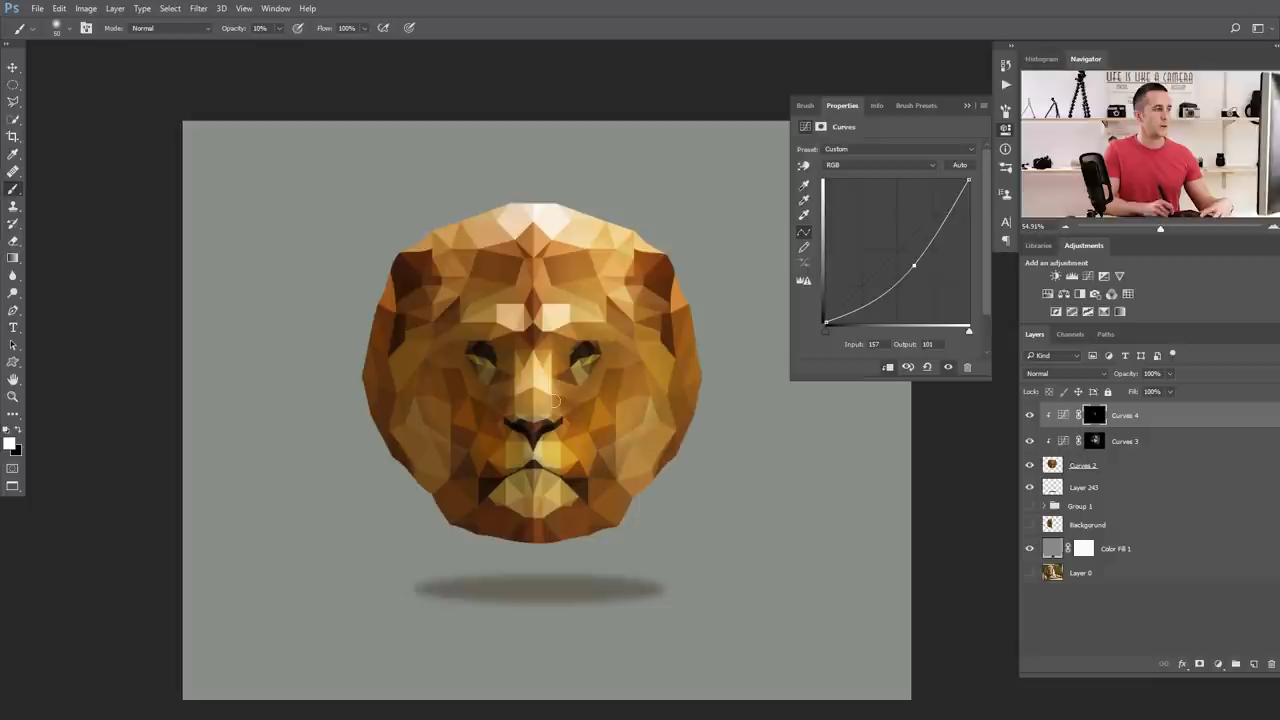 Ps File Edit Image Layer Type Select Filter 3D View Window Help
50 Mode: Normal Opacity: 10% Flow: 100%
Histogram Navigator
LIFE IS LIKE A CAMERA
Brush Properties Info Brush Presets
Curves
Preset: Custom
RGB Auto
Input: 157 Output: 101
54.91%
Libraries Adjustments
Add an adjustment
Layers Channels Paths
Kind
Normal Opacity: 100%
Lock: Fill: 100%
Curves 4
Curves 3
Curves 2
Layer 243
Group 1
Background
Color Fill 1
Layer 0